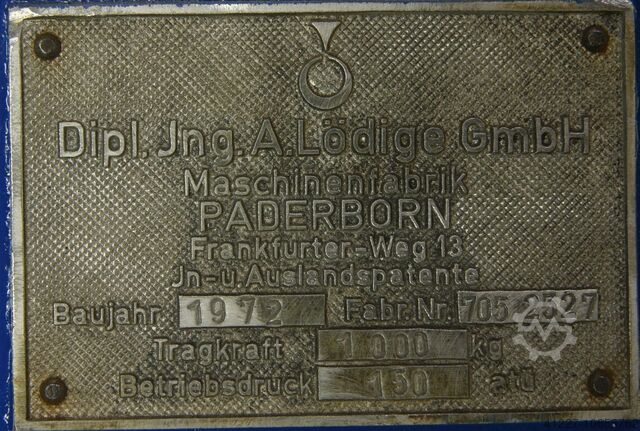 Dipl. Jng. A. Lödige GmbH
Maschinenfabrik
PADERBORN
Frankfurter-Weg 13
Jn-u. Auslandspatente
Baujahr 1972 Fabr. Nr. 705 2527
Tragkraft 1000 kg
Betriebsdruck 150 atü